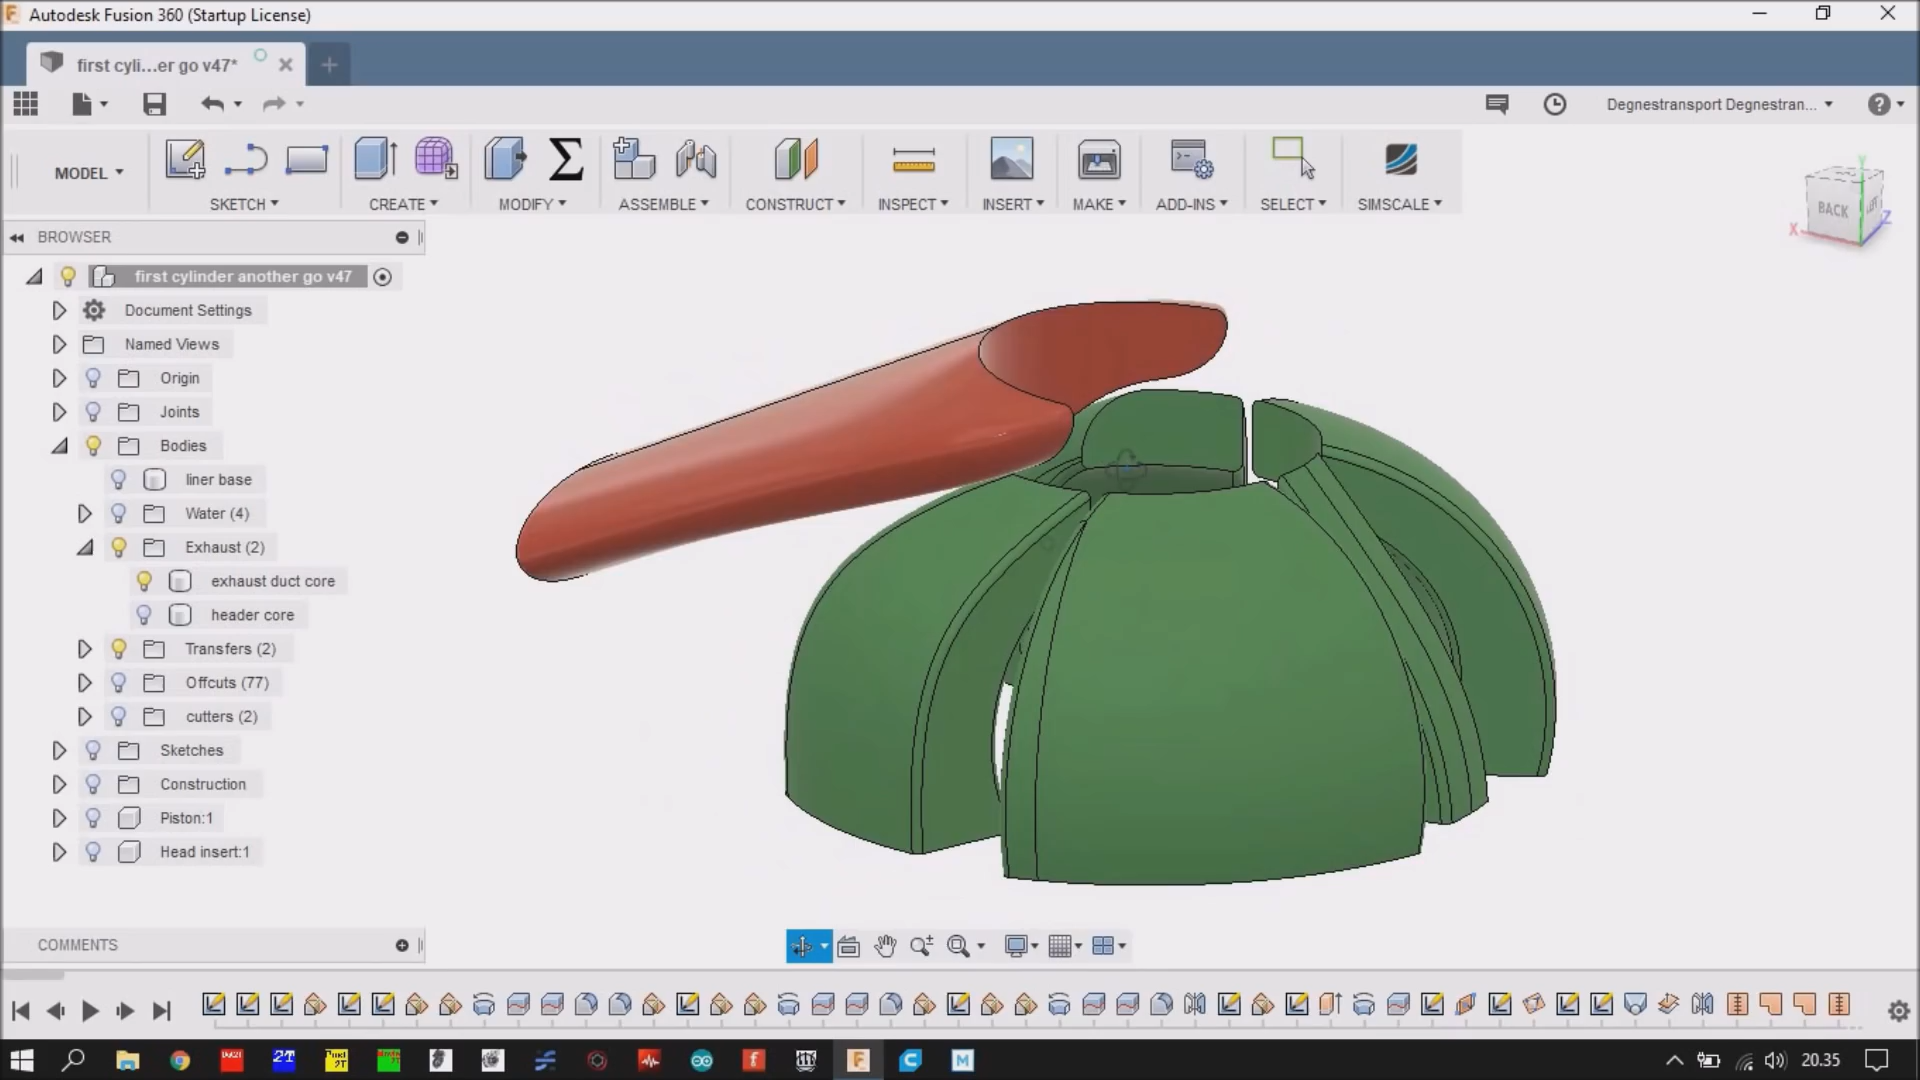 Autodesk Fusion 360 (Startup License)
first cyli...er go v47*
Degnestransport Degnestran...
MODEL
SKETCH
CREATE
MODIFY
ASSEMBLE
CONSTRUCT
INSPECT
INSERT
MAKE
ADD-INS
SELECT
SIMSCALE
BACK
LEFT
X
Y
Z
BROWSER
first cylinder another go v47
Document Settings
Named Views
Origin
Joints
Bodies
liner base
Water (4)
Exhaust (2)
exhaust duct core
header core
Transfers (2)
Offcuts (77)
cutters (2)
Sketches
Construction
Piston:1
Head insert:1
COMMENTS
2T
20.35